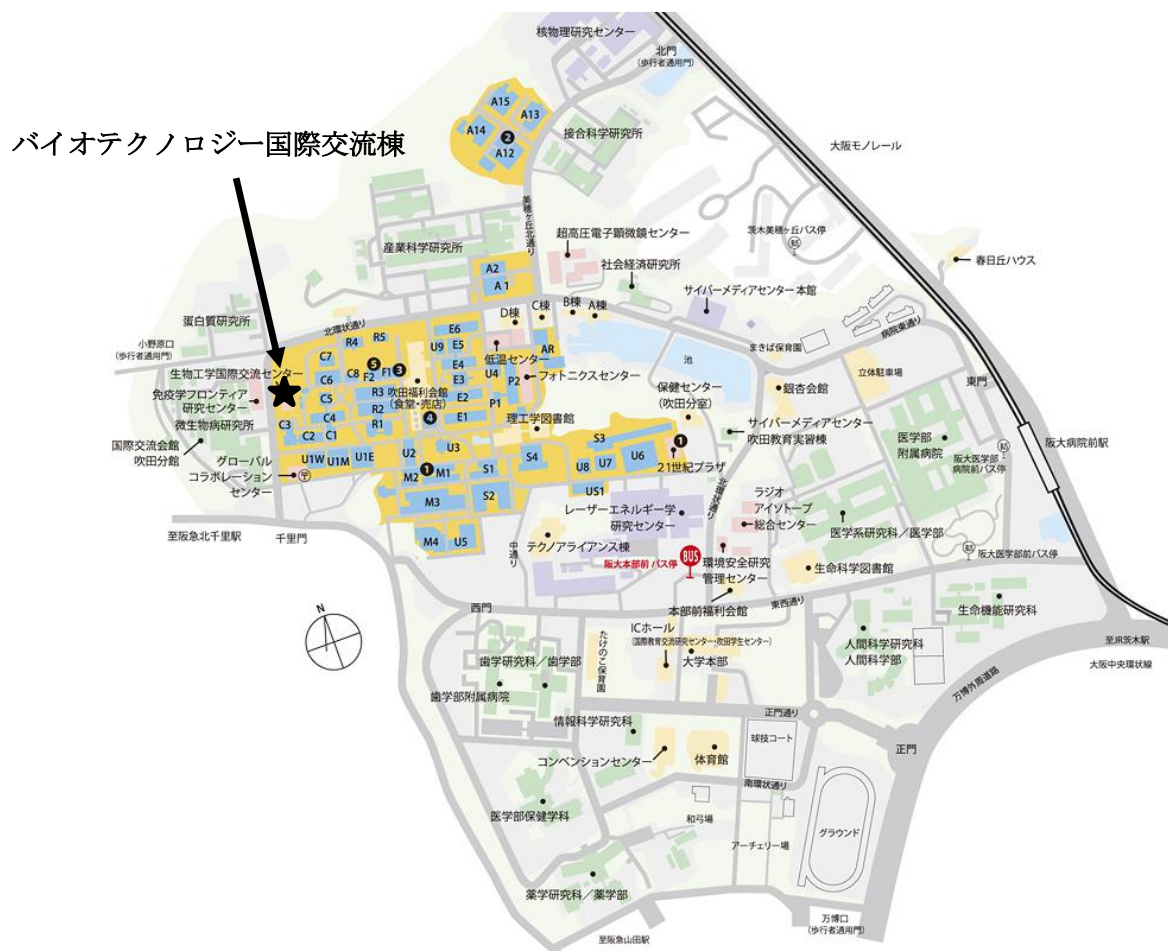 核物理研究センター
北門
(歩行者通用門)
A15
A13
A14
❷
A12
接合科学研究所
大阪モノレール
バイオテクノロジー国際交流棟
美穂ヶ丘北通り
茨木美穂ヶ丘バス停
BUS
超高圧電子顕微鏡センター
産業科学研究所
社会経済研究所
春日丘ハウス
A2
A1
サイバーメディアセンター 本館
D棟
C棟
B棟
A棟
病院東通り
蛋白質研究所
北環状通り
小野原口
(歩行者通用門)
E6
R4
R5
U9
E5
AR
まきば保育園
C7
低温センター
池
生物工学国際交流センター
❺
❸
E4
U4
フォトニクスセンター
C6
C8
F2
F1
E3
P2
保健センター
(吹田分室)
銀杏会館
立体駐車場
東門
免疫学フロンティア
研究センター
吹田福利会館
(食堂・売店)
C5
R3
E2
P1
微生物病研究所
C4
R2
❹
E1
理工学図書館
サイバーメディアセンター
吹田教育実習棟
C3
C2
C1
R1
医学部
附属病院
大阪病院前駅
国際交流会館
吹田分館
U3
S3
❶
阪大医学部
病院前バス停
BUS
U1W
U1M
U1E
U2
S4
U8
U7
U6
21世紀プラザ
グローバル
コラボレーション
センター
〒
❶
M2
M1
S1
北環状通り
ラジオ
アイソトープ
総合センター
M3
S2
US1
レーザーエネルギー学
研究センター
医学系研究科/医学部
至阪急北千里駅
千里門
M4
U5
中通り
テクノアライアンス棟
阪大本部前 バス停
BUS
環境安全研究
管理センター
BUS
阪大医学部前バス停
生命科学図書館
N
西門
本部前福利会館
東西通り
生命機能研究科
ICホール
(国際教育交流研究センター・吹田学生センター)
人間科学研究科
人間科学部
至JR茨木駅
大阪中央環状線
たけのこ保育園
大学本部
歯学研究科/歯学部
歯学部附属病院
万博外周道路
正門通り
情報科学研究科
球技コート
正門
コンベンションセンター
体育館
南環状通り
医学部保健学科
和弓場
グラウンド
アーチェリー場
薬学研究科/薬学部
万博口
(歩行者通用門)
至阪急山田駅